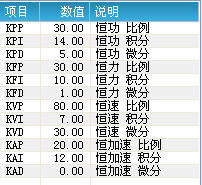 项目 数值 说明
KPP 30.00 恒功 比例
KPI 14.00 恒功 积分
KPD 5.00 恒功 微分
KFP 30.00 恒力 比例
KFI 10.00 恒力 积分
KFD 1.00 恒力 微分
KVP 80.00 恒速 比例
KVI 7.00 恒速 积分
KVD 30.00 恒速 微分
KAP 20.00 恒加速 比例
KAI 12.00 恒加速 积分
KAD 0.00 恒加速 微分